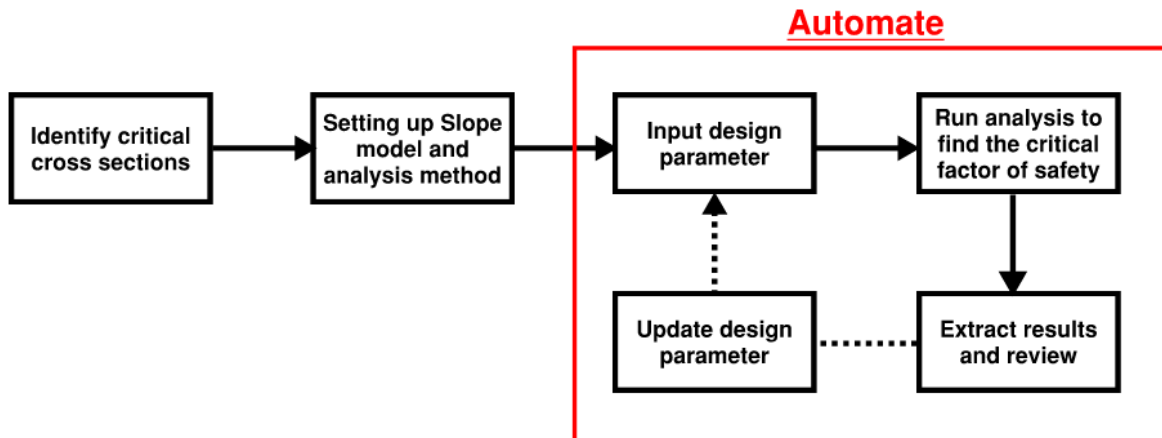 Automate
Identify critical
cross sections
Setting up Slope
model and
analysis method
Input design
parameter
Run analysis to
find the critical
factor of safety
Update design
parameter
Extract results
and review